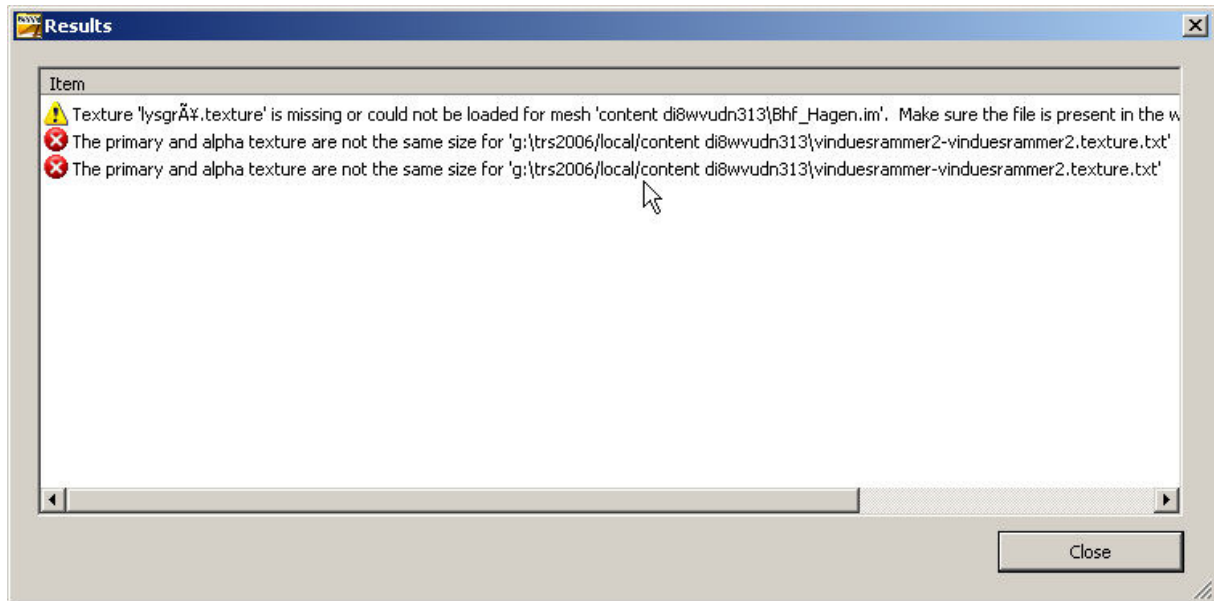 Results
Item
Texture 'lysgrÃ¥.texture' is missing or could not be loaded for mesh 'content di8wvudn313\Bhf_Hagen.im'. Make sure the file is present in the w
The primary and alpha texture are not the same size for 'g:\trs2006/local/content di8wvudn313\vinduesrammer2-vinduesrammer2.texture.txt'
The primary and alpha texture are not the same size for 'g:\trs2006/local/content di8wvudn313\vinduesrammer-vinduesrammer2.texture.txt'
Close